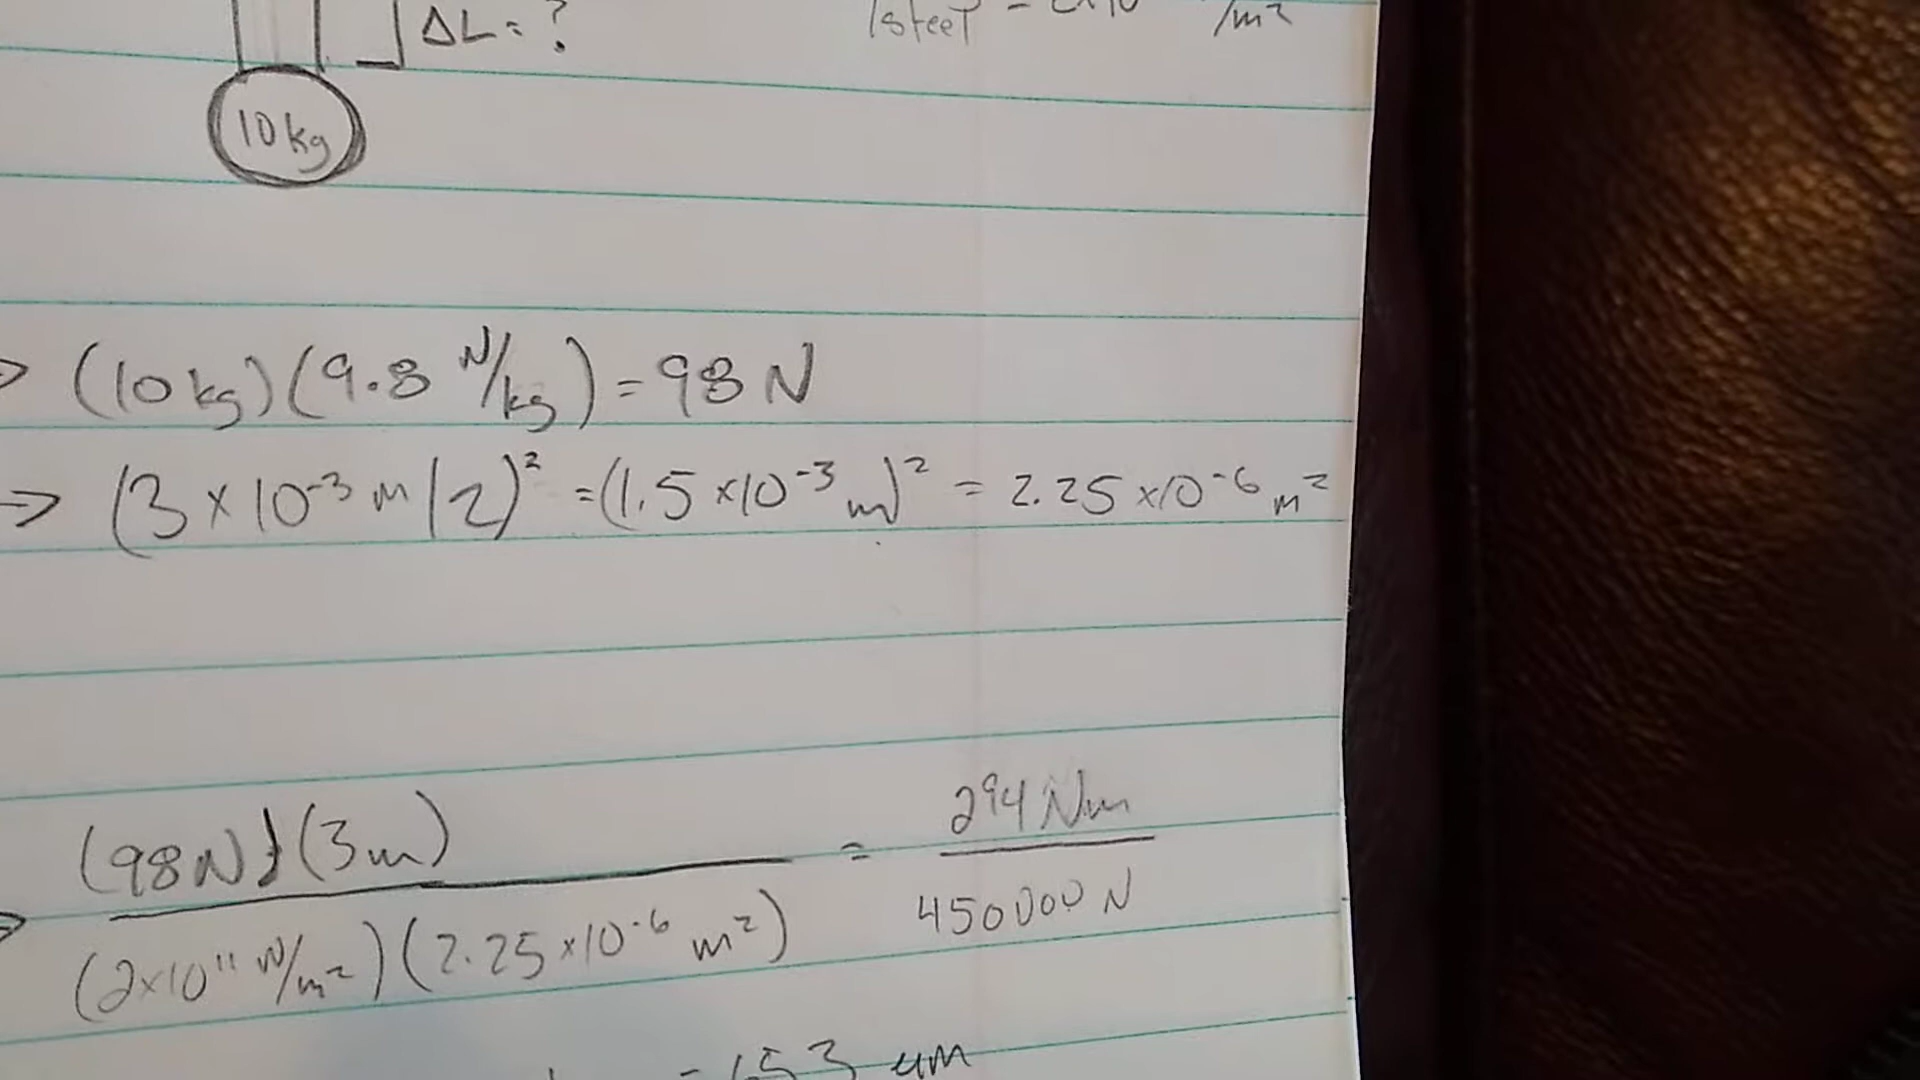 ΔL = ?
10 kg
(10 kg)(9.8 N/kg) = 98 N
⇒ (3 × 10⁻³ m/2)² = (1.5 × 10⁻³ m)² = 2.25 × 10⁻⁶ m²
(98 N)(3 m) / (2×10¹¹ N/m²)(2.25 × 10⁻⁶ m²) = 294 Nm / 450000 N